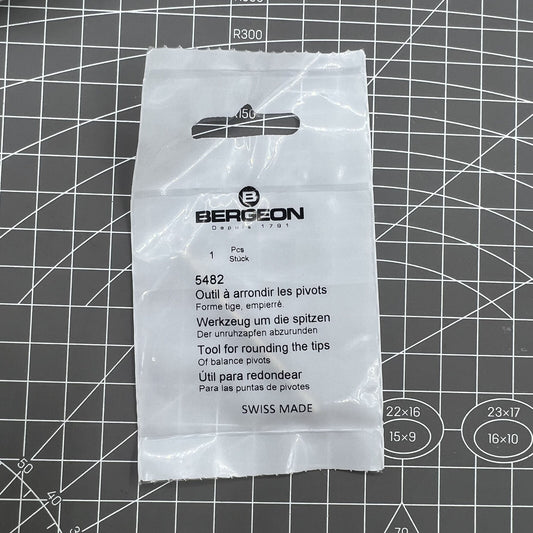 R300
R150
B
BERGEON
Depuis 1791
1 Pcs
Stück
5482
Outil à arrondir les pivots
Forme tige, empierré.
Werkzeug um die spitzen
Der unruhzapfen abzurunden
Tool for rounding the tips
Of balance pivots
Útil para redondear
Para las puntas de pivotes
SWISS MADE
22×16
23×17
15×9
16×10
50
40
70